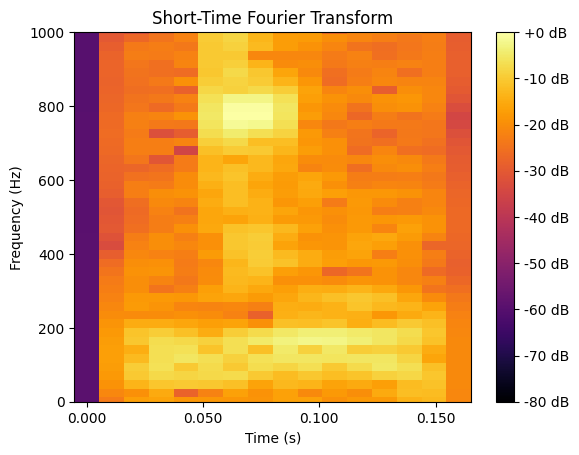 Short-Time Fourier Transform
1000
800
600
400
200
0
Frequency (Hz)
0.000
0.050
0.100
0.150
Time (s)
+0 dB
-10 dB
-20 dB
-30 dB
-40 dB
-50 dB
-60 dB
-70 dB
-80 dB